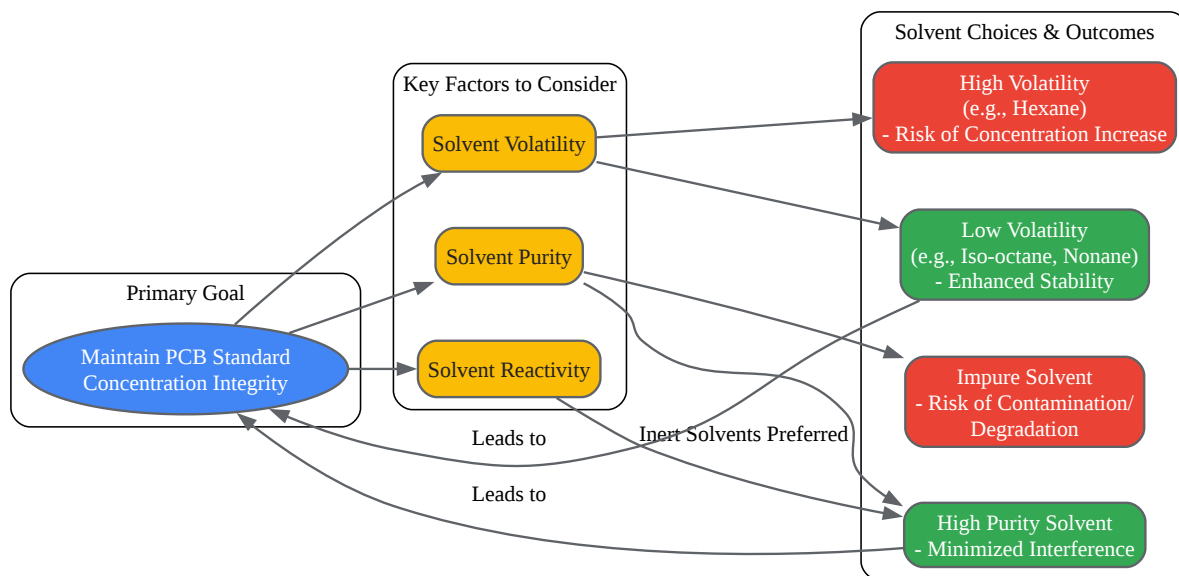 Primary Goal
Maintain PCB Standard
Concentration Integrity
Key Factors to Consider
Solvent Volatility
Solvent Purity
Solvent Reactivity
Leads to
Leads to
Inert Solvents Preferred
Solvent Choices & Outcomes
High Volatility
(e.g., Hexane)
- Risk of Concentration Increase
Low Volatility
(e.g., Iso-octane, Nonane)
- Enhanced Stability
Impure Solvent
- Risk of Contamination/
Degradation
High Purity Solvent
- Minimized Interference